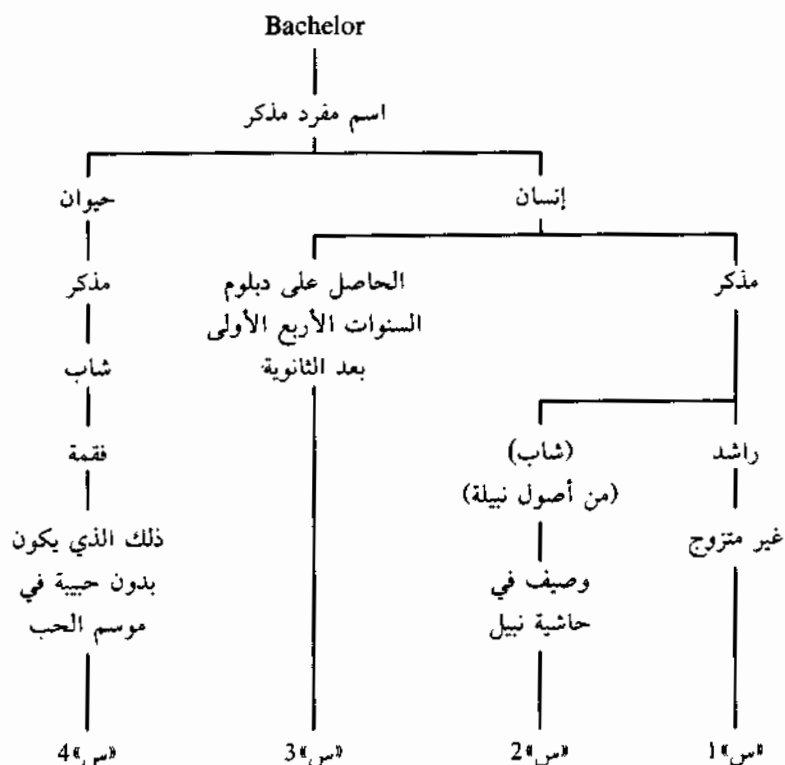 Bachelor
اسم مفرد مذكر
إنسان
حيوان
مذكر
الحاصل على دبلوم
السنوات الأربع الأولى
بعد الثانوية
مذكر
شاب
فقمة
ذلك الذي يكون
بدون حبيبة في
موسم الحب
راشد
غير متزوج
(شاب)
(من أصول نبيلة)
وصيف في
حاشية نبيل
«س»1
«س»2
«س»3
«س»4